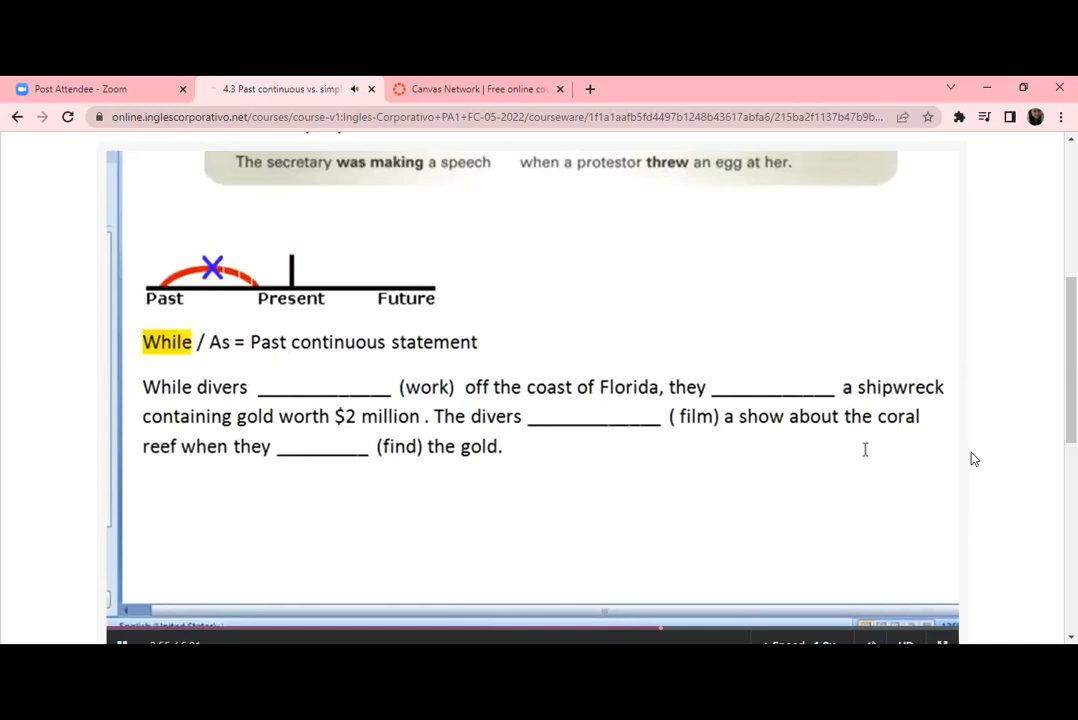 Post Attendee - Zoom
4.3 Past continuous vs. simpl
Canvas Network | Free online co
online.inglescorporativo.net/courses/course-v1:Ingles-Corporativo+PA1+FC-05-2022/courseware/1f1a1aafb5fd4497b1248b43617abfa6/215ba2f1137b47b9b...
The secretary was making a speech when a protestor threw an egg at her.
Past Present Future
While / As = Past continuous statement
While divers _____________ (work) off the coast of Florida, they ____________ a shipwreck
containing gold worth $2 million . The divers _____________ ( film) a show about the coral
reef when they _________ (find) the gold.